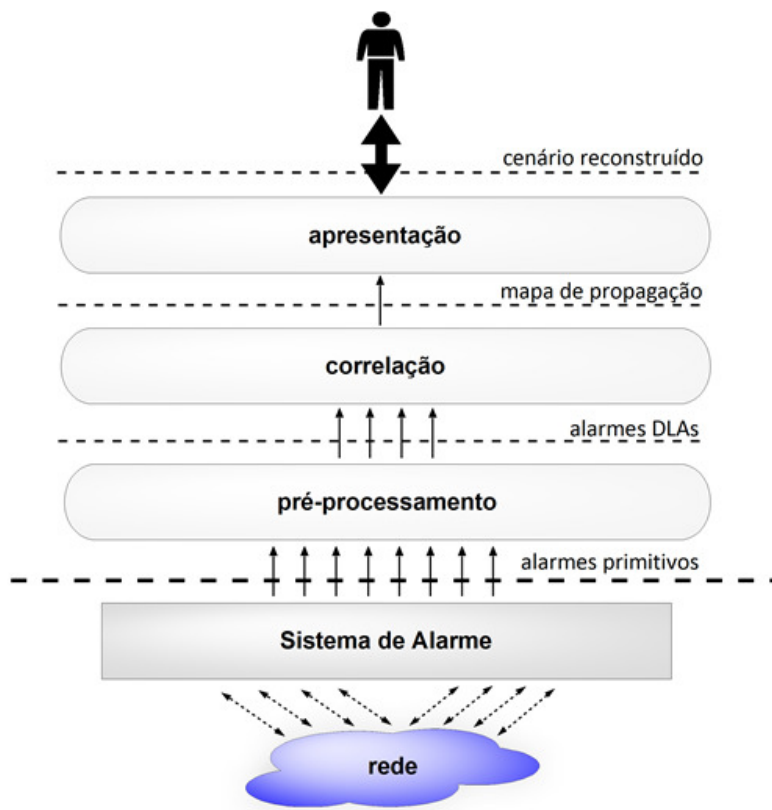 cenário reconstruído
apresentação
mapa de propagação
correlação
alarmes DLAs
pré-processamento
alarmes primitivos
Sistema de Alarme
rede